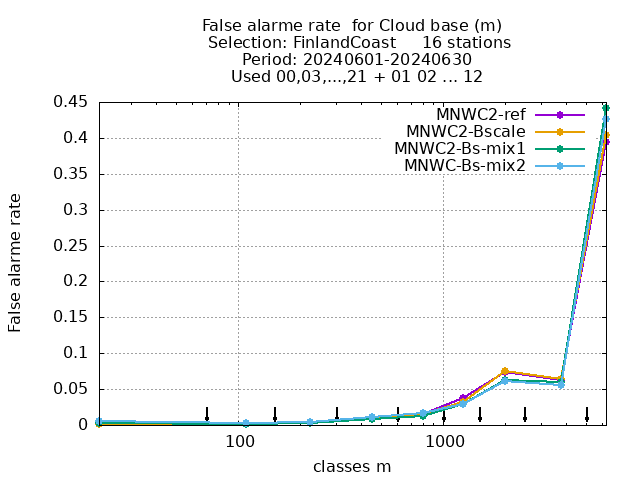 False alarme rate  for Cloud base (m)
Selection: FinlandCoast     16 stations
Period: 20240601-20240630
Used 00,03,...,21 + 01 02 ... 12
MNWC2-ref
MNWC2-Bscale
MNWC2-Bs-mix1
MNWC-Bs-mix2
False alarme rate
0.45
0.4
0.35
0.3
0.25
0.2
0.15
0.1
0.05
0
100
1000
classes m